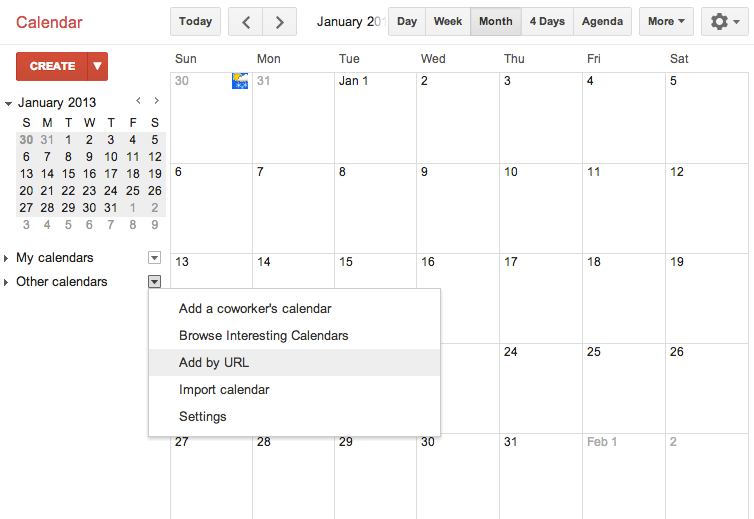 Calendar Today January 20 Day Week Month 4 Days Agenda More
CREATE
January 2013
S M T W T F S
30 31 1 2 3 4 5
6 7 8 9 10 11 12
13 14 15 16 17 18 19
20 21 22 23 24 25 26
27 28 29 30 31 1 2
3 4 5 6 7 8 9
My calendars
Other calendars
Add a coworker's calendar
Browse Interesting Calendars
Add by URL
Import calendar
Settings
Sun Mon Tue Wed Thu Fri Sat
30 31 Jan 1 2 3 4 5
6 7 8 9 10 11 12
13 14 15 16 17 18 19
24 25 26
27 28 29 30 31 Feb 1 2